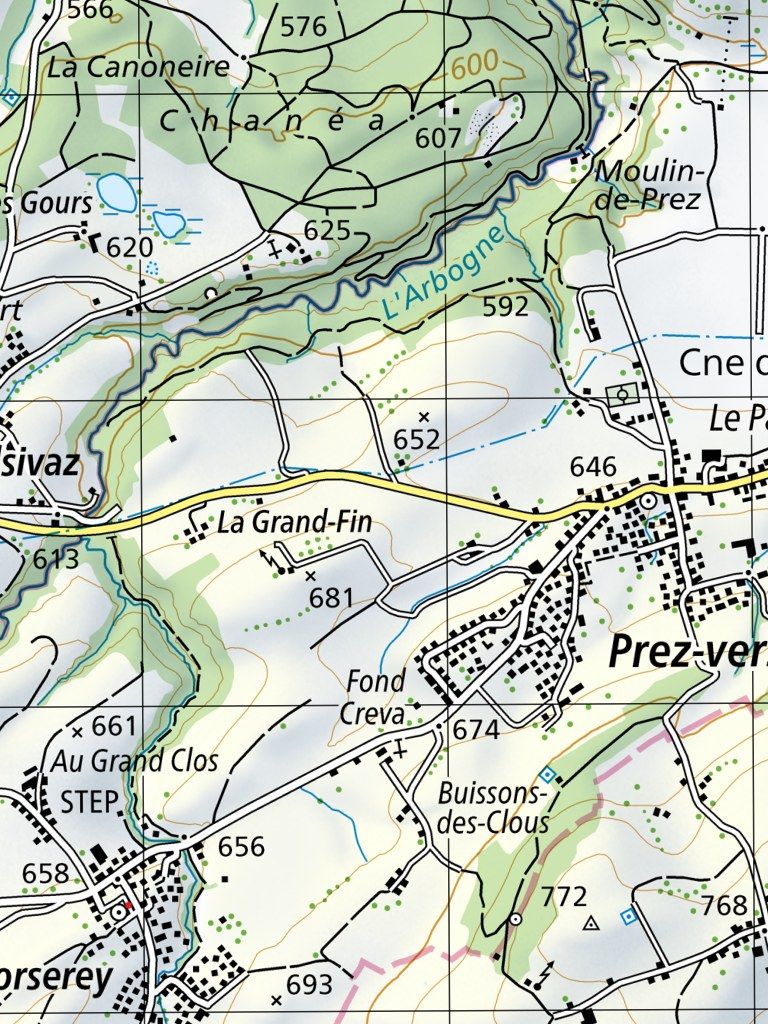 566
576
La Canoneire
600
Chanéa
607
Moulin-
de-Prez
s Gours
625
620
L'Arbogne
592
rt
Cne d
652
Le Pa
sivaz
646
La Grand-Fin
613
681
Prez-ver
Fond
Creva
661
674
Au Grand Clos
STEP
Buissons-
des-Clous
656
658
772
768
orserey
693